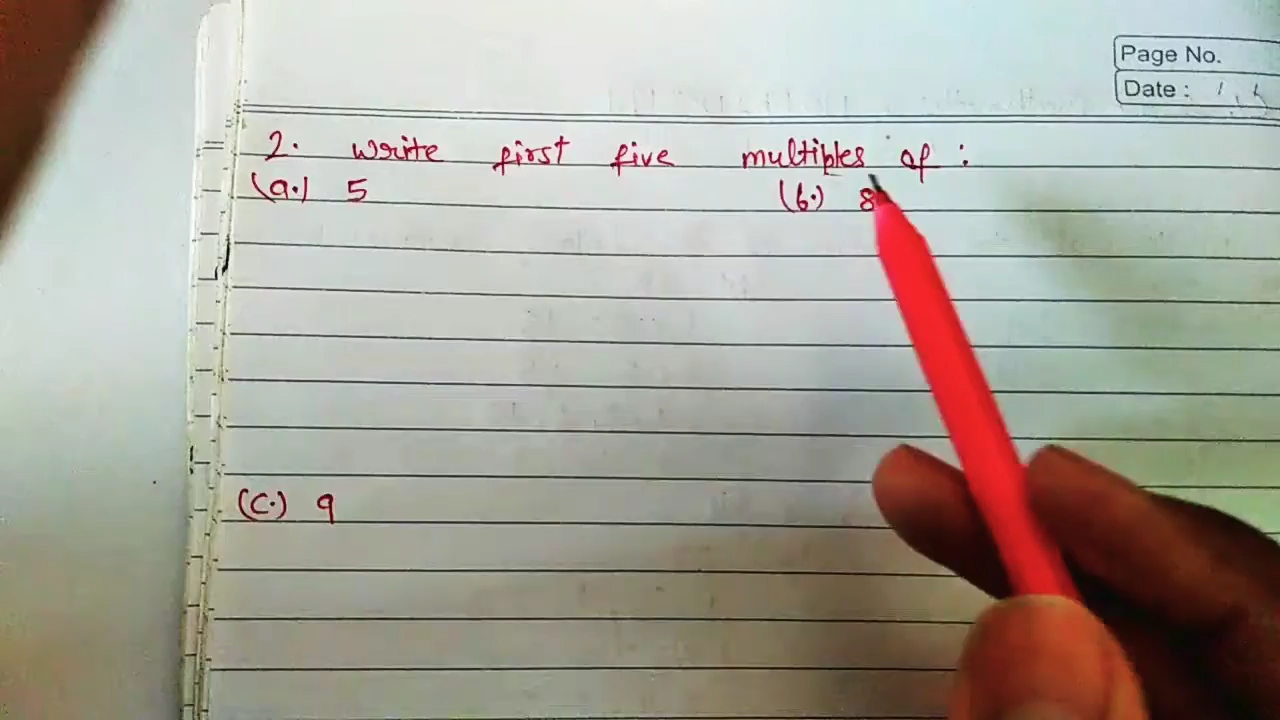 Page No.
Date :
2. Write first five multiples of :
(a.) 5 (b.) 8
(C.) 9